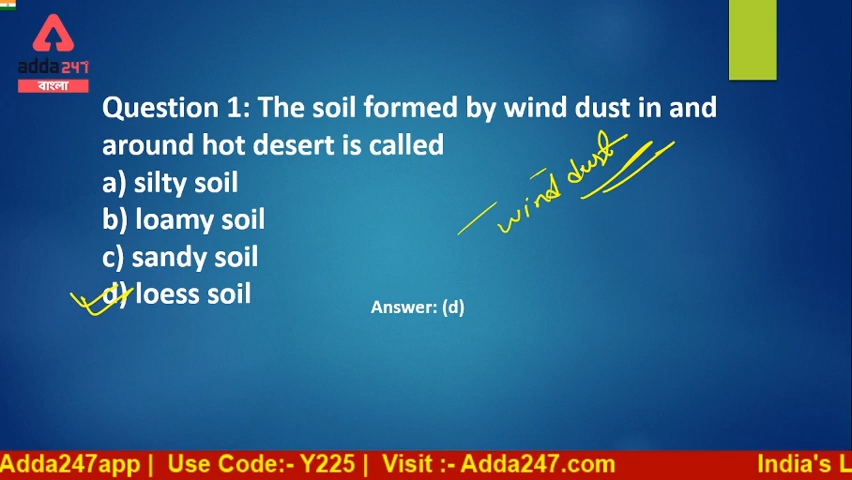 adda247
বাংলা
Question 1: The soil formed by wind dust in and
around hot desert is called
a) silty soil
b) loamy soil
c) sandy soil
d) loess soil
wind dust
Answer: (d)
Adda247app | Use Code:- Y225 | Visit :- Adda247.com India's L